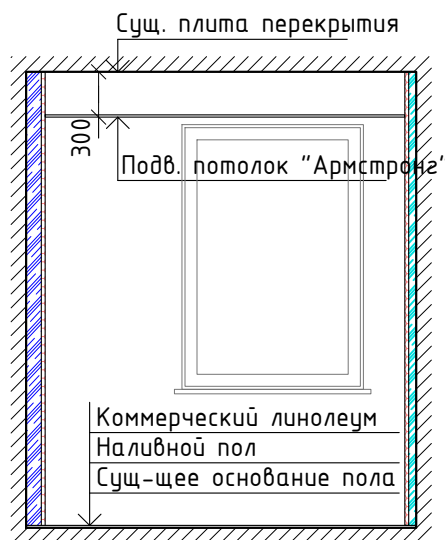 Сущ. плита перекрытия
300
Подв. потолок "Армстронг"
Коммерческий линолеум
Наливной пол
Сущ-щее основание пола